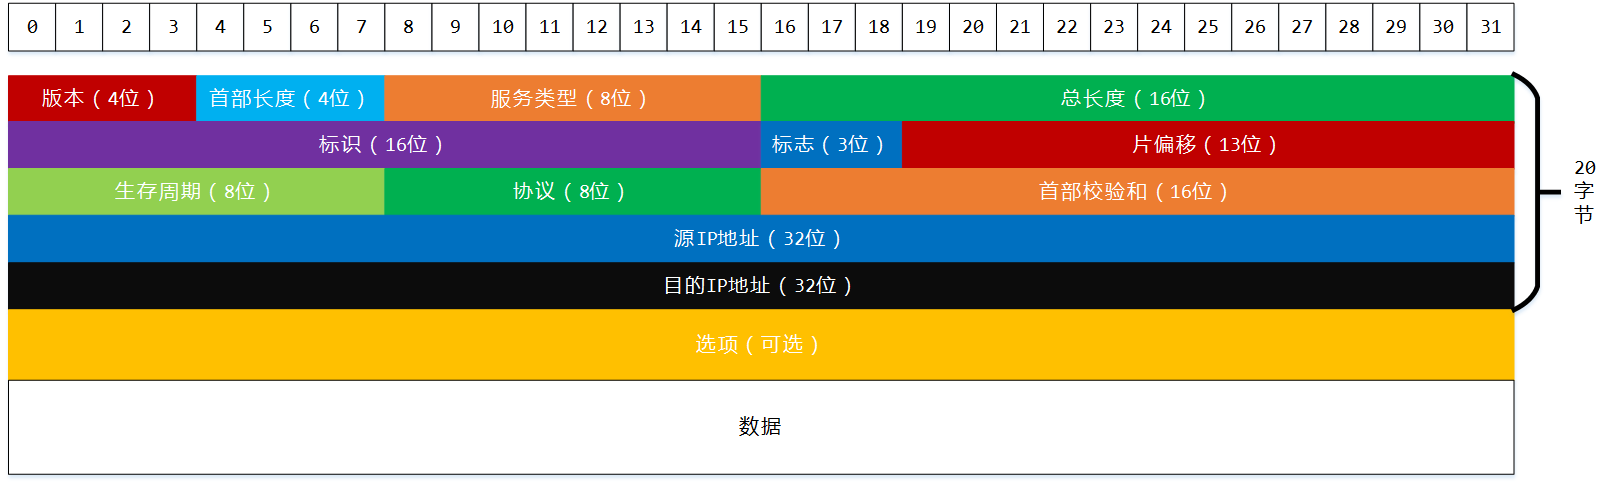 0 1 2 3 4 5 6 7 8 9 10 11 12 13 14 15 16 17 18 19 20 21 22 23 24 25 26 27 28 29 30 31
版本（4位） 首部长度（4位） 服务类型（8位） 总长度（16位）
标识（16位） 标志（3位） 片偏移（13位）
生存周期（8位） 协议（8位） 首部校验和（16位）
源IP地址（32位）
目的IP地址（32位）
选项（可选）
数据
20
字
节